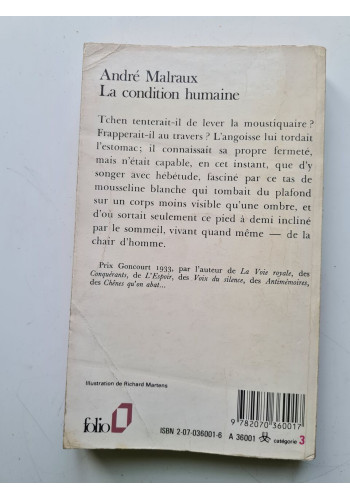 André Malraux
La condition humaine
Tchen tenterait-il de lever la moustiquaire ?
Frapperait-il au travers ? L'angoisse lui tordait
l'estomac ; il connaissait sa propre fermeté,
mais n'était capable, en cet instant, que d'y
songer avec hébétude, fasciné par ce tas de
mousseline blanche qui tombait du plafond
sur un corps moins visible qu'une ombre, et
d'où sortait seulement ce pied à demi incliné
par le sommeil, vivant quand même — de la
chair d'homme.
Prix Goncourt 1933, par l'auteur de La Voie royale, des
Conquérants, de L'Espoir, des Voix du silence, des Antimémoires,
des Chênes qu'on abat...
Illustration de Richard Martens
9 782070 360017
folio
ISBN 2-07-036001-6 A 36001 catégorie 3